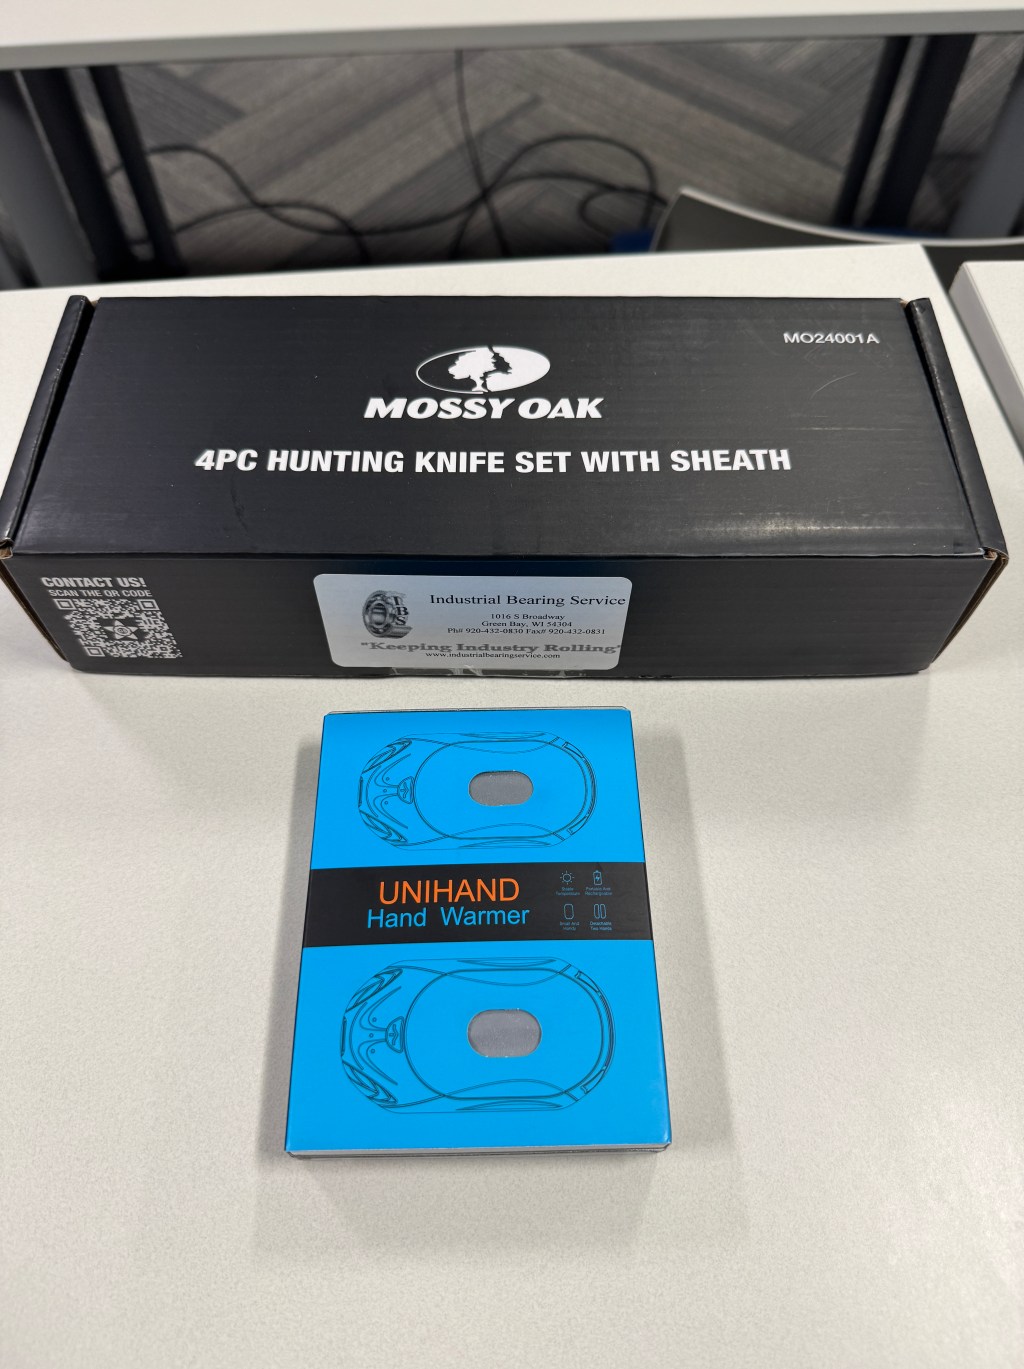 MO24001A
MOSSY OAK
4PC HUNTING KNIFE SET WITH SHEATH
CONTACT US!
SCAN THE QR CODE
IBS
Industrial Bearing Service
1016 S Broadway
Green Bay, WI 54304
Ph# 920-432-0830 Fax# 920-432-0831
"Keeping Industry Rolling"
www.industrialbearingservice.com
UNIHAND
Hand Warmer